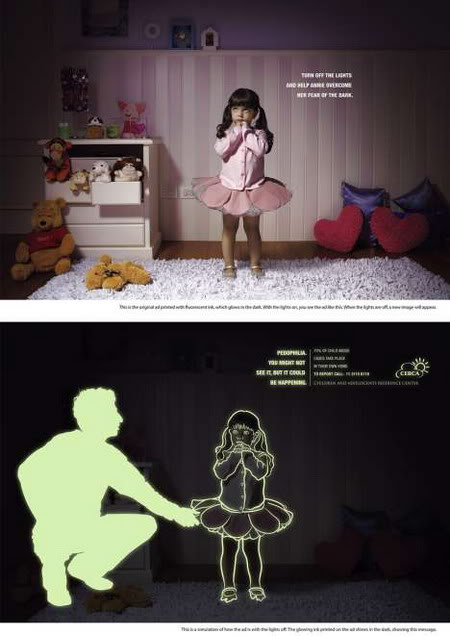 TURN OFF THE LIGHTS
AND HELP ANNIE OVERCOME
HER FEAR OF THE DARK.
This is the original ad printed with fluorescent ink, which glows in the dark. With the lights on, you see the ad like this. When the lights are off, a new image will appear.
PEDOPHILIA.
YOU MIGHT NOT
SEE IT, BUT IT COULD
BE HAPPENING.
70% OF CHILD ABUSE
CASES TAKE PLACE
IN THEIR OWN HOME.
TO REPORT CALL:
CHILDREN AND ADOLESCENTS REFERENCE CENTER
CERCA
This is a simulation of how the ad is with the lights off. The glowing ink printed on the ad shines in the dark, showing this message.